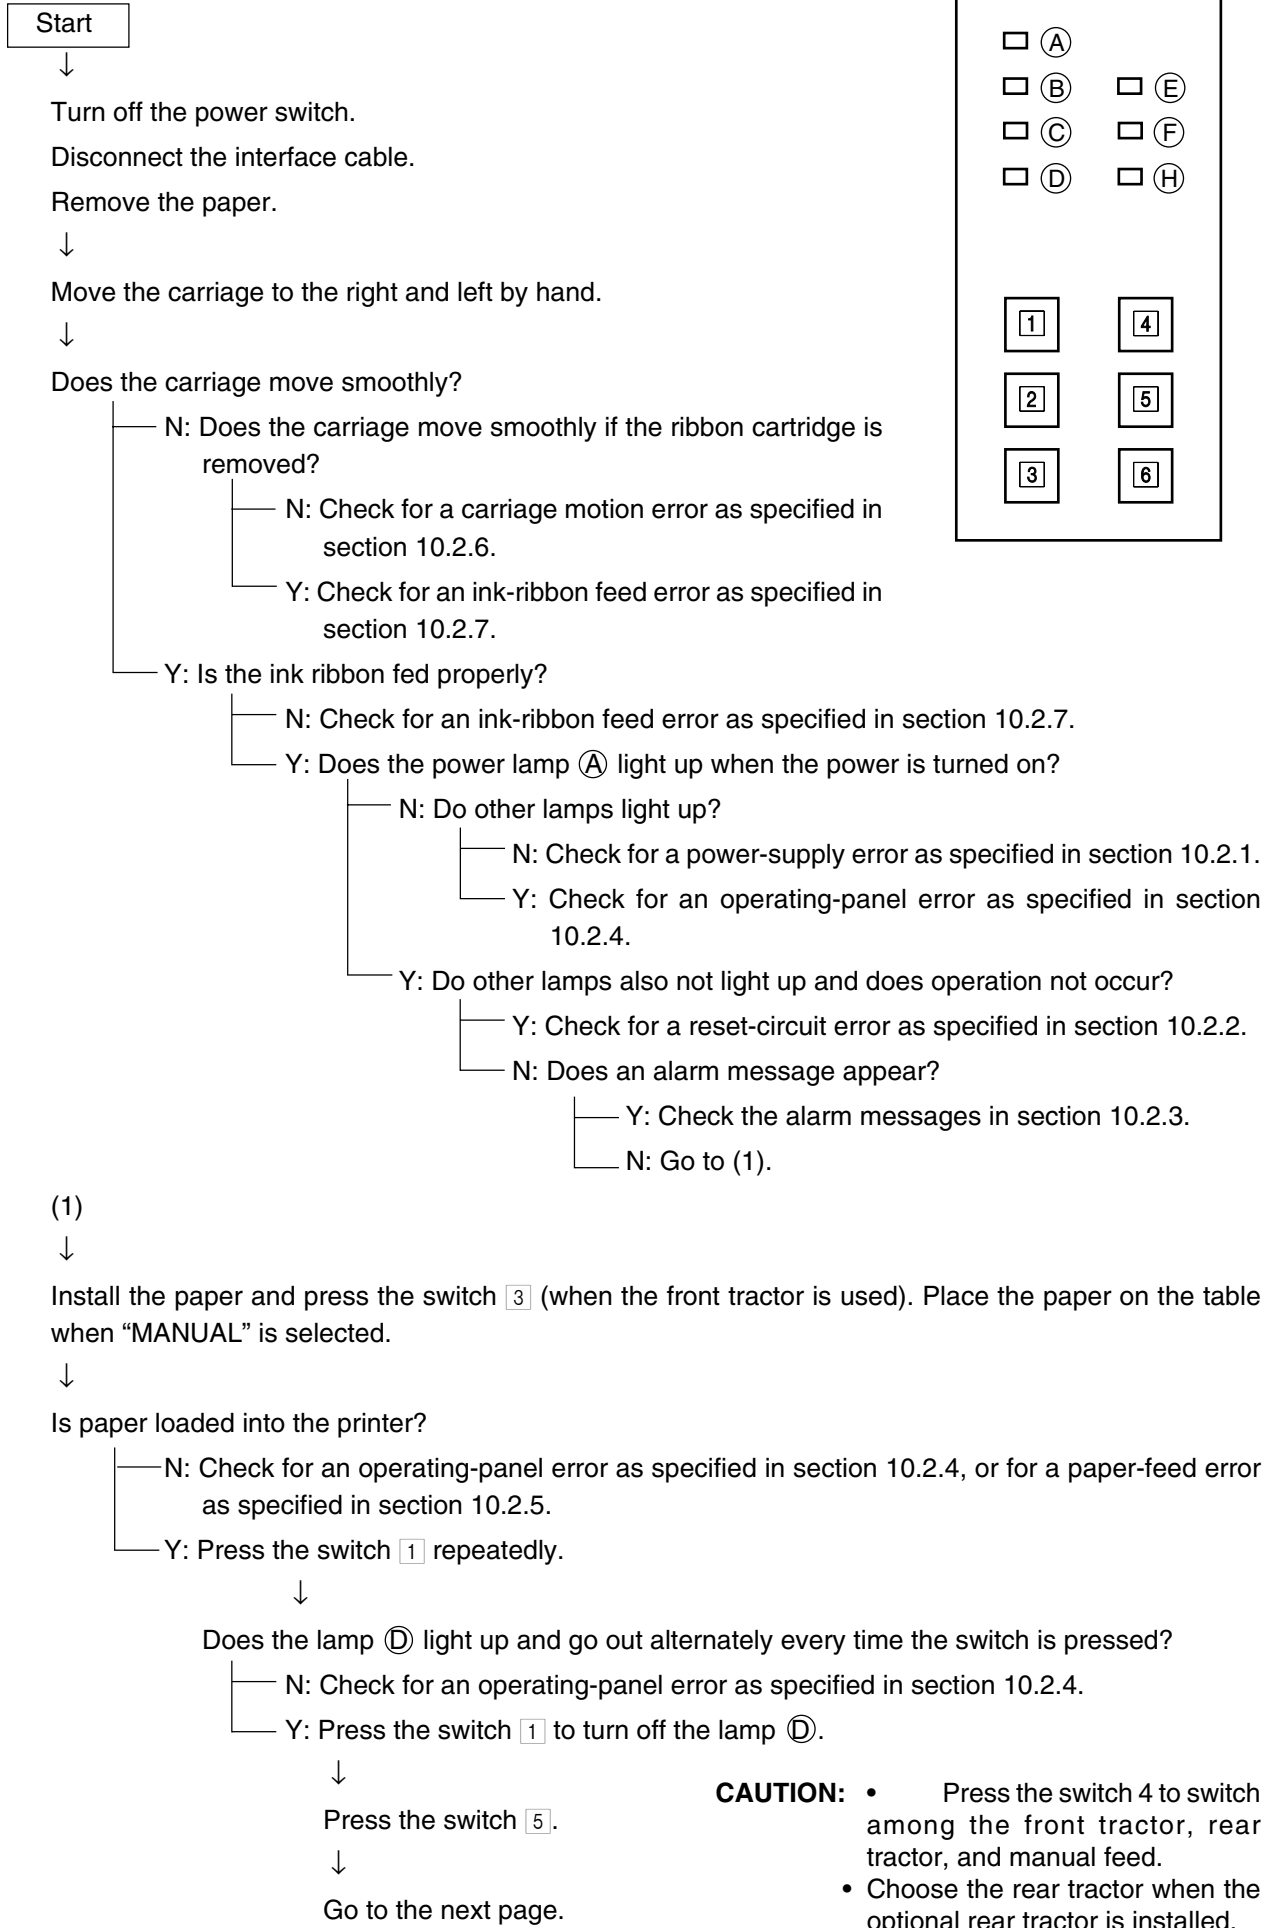 Start
↓
Turn off the power switch.
Disconnect the interface cable.
Remove the paper.
↓
Move the carriage to the right and left by hand.
↓
Does the carriage move smoothly?
N: Does the carriage move smoothly if the ribbon cartridge is
removed?
N: Check for a carriage motion error as specified in
section 10.2.6.
Y: Check for an ink-ribbon feed error as specified in
section 10.2.7.
Ⓐ
Ⓑ Ⓔ
Ⓒ Ⓕ
Ⓓ Ⓗ
1 4
2 5
3 6
Y: Is the ink ribbon fed properly?
N: Check for an ink-ribbon feed error as specified in section 10.2.7.
Y: Does the power lamp Ⓐ light up when the power is turned on?
N: Do other lamps light up?
N: Check for a power-supply error as specified in section 10.2.1.
Y: Check for an operating-panel error as specified in section
10.2.4.
Y: Do other lamps also not light up and does operation not occur?
Y: Check for a reset-circuit error as specified in section 10.2.2.
N: Does an alarm message appear?
Y: Check the alarm messages in section 10.2.3.
N: Go to (1).
(1)
↓
Install the paper and press the switch 3 (when the front tractor is used). Place the paper on the table
when “MANUAL” is selected.
↓
Is paper loaded into the printer?
N: Check for an operating-panel error as specified in section 10.2.4, or for a paper-feed error
as specified in section 10.2.5.
Y: Press the switch 1 repeatedly.
↓
Does the lamp Ⓓ light up and go out alternately every time the switch is pressed?
N: Check for an operating-panel error as specified in section 10.2.4.
Y: Press the switch 1 to turn off the lamp Ⓓ.
↓
Press the switch 5.
↓
Go to the next page.
CAUTION: • Press the switch 4 to switch
among the front tractor, rear
tractor, and manual feed.
• Choose the rear tractor when the
optional rear tractor is installed.